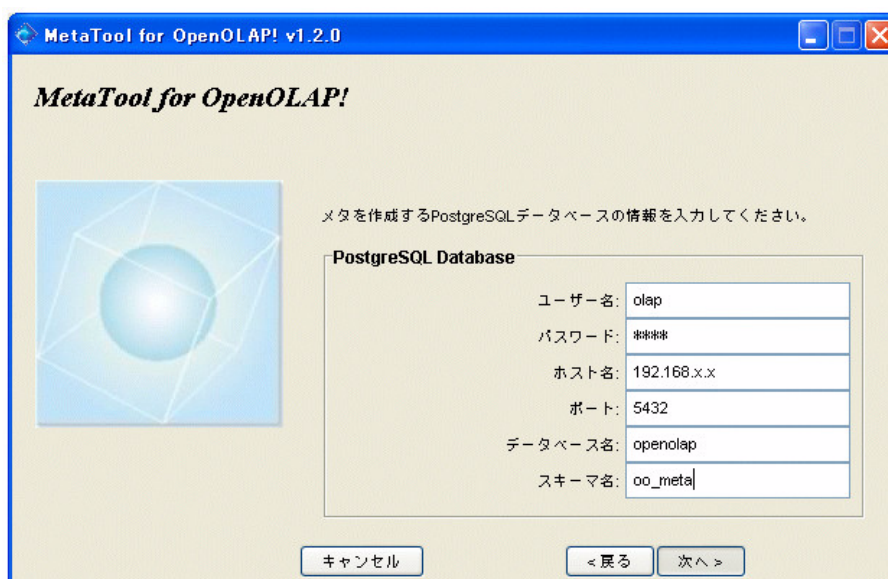 MetaTool for OpenOLAP! v1.2.0
MetaTool for OpenOLAP!
メタを作成するPostgreSQLデータベースの情報を入力してください。
PostgreSQL Database
ユーザー名: olap
パスワード: ****
ホスト名: 192.168.x.x
ポート: 5432
データベース名: openolap
スキーマ名: oo_meta
キャンセル <戻る 次へ>